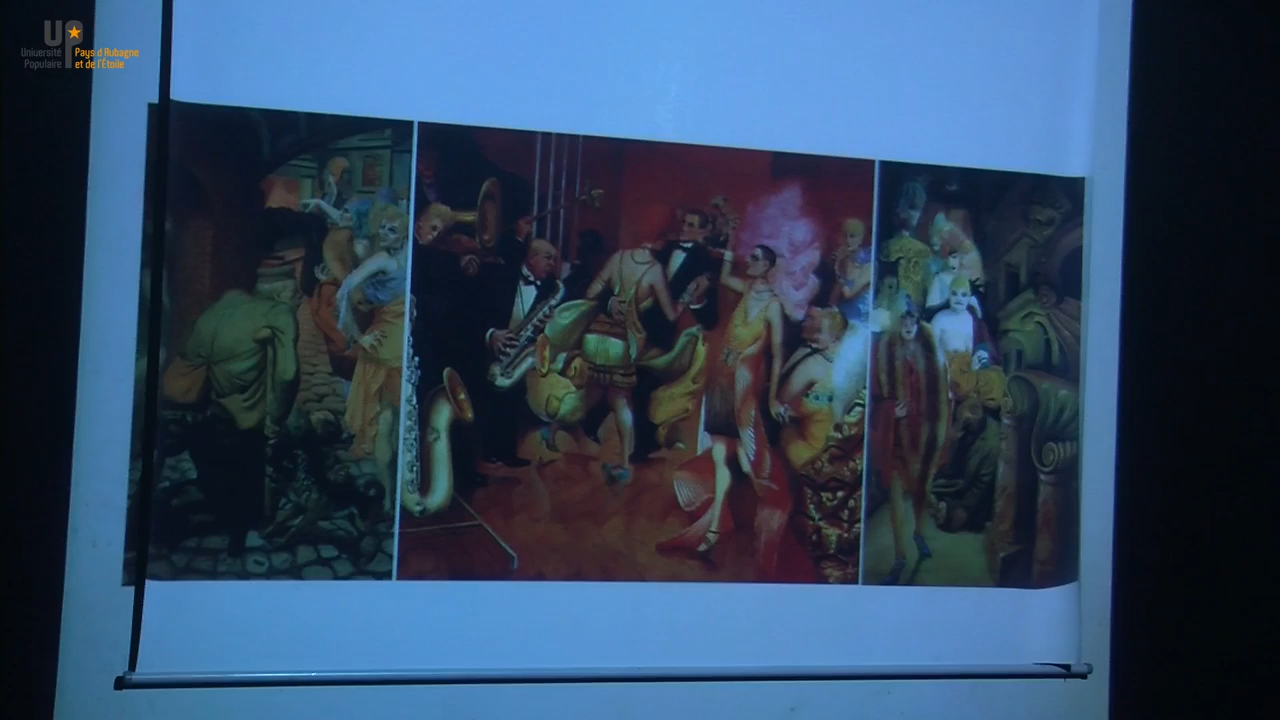 UP
Université
Populaire
Pays d'Aubagne
et de l'Étoile